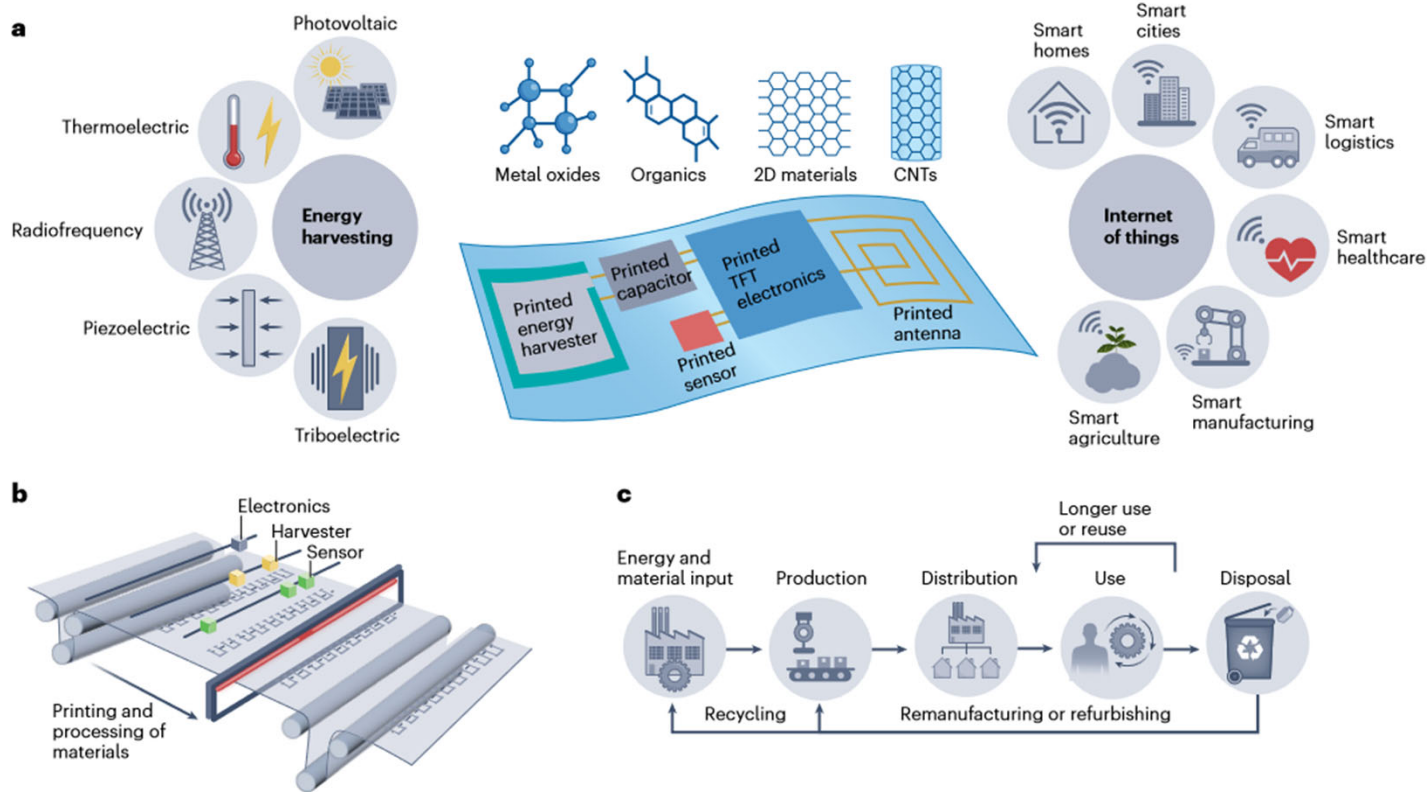 a
Photovoltaic
Thermoelectric
Radiofrequency
Piezoelectric
Triboelectric
Energy
harvesting
Metal oxides
Organics
2D materials
CNTs
Printed
energy
harvester
Printed
capacitor
Printed
TFT
electronics
Printed
sensor
Printed
antenna
Smart
homes
Smart
cities
Smart
logistics
Smart
healthcare
Smart
manufacturing
Smart
agriculture
Internet
of things
b
Electronics
Harvester
Sensor
Printing and
processing of
materials
c
Longer use
or reuse
Energy and
material input
Production
Distribution
Use
Disposal
Recycling
Remanufacturing or refurbishing